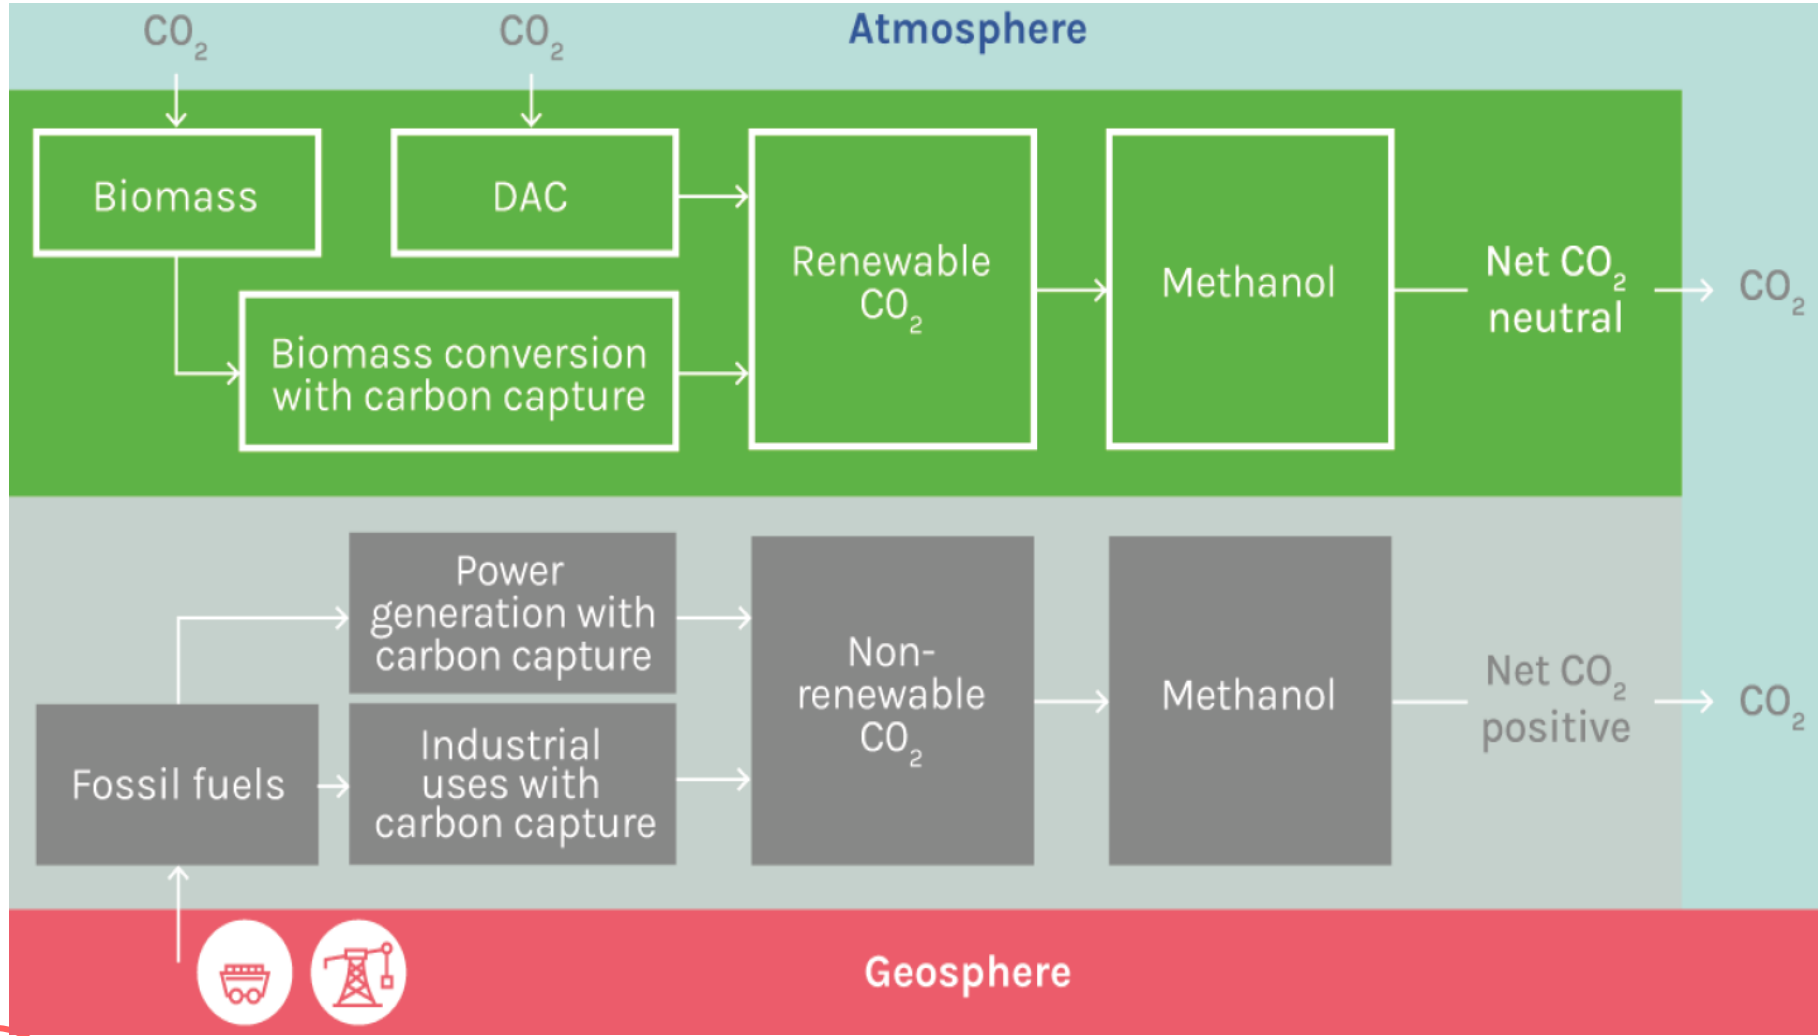 CO₂
CO₂
Atmosphere
Biomass
DAC
Renewable
CO₂
Methanol
Net CO₂
neutral
CO₂
Biomass conversion
with carbon capture
Power
generation with
carbon capture
Non-
renewable
CO₂
Methanol
Net CO₂
positive
CO₂
Fossil fuels
Industrial
uses with
carbon capture
Geosphere